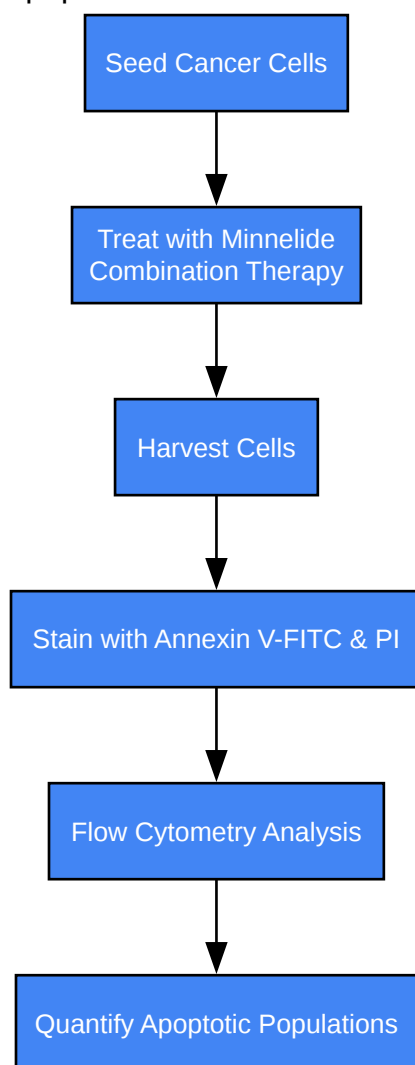 Seed Cancer Cells
Treat with Minnelide
Combination Therapy
Harvest Cells
Stain with Annexin V-FITC & PI
Flow Cytometry Analysis
Quantify Apoptotic Populations